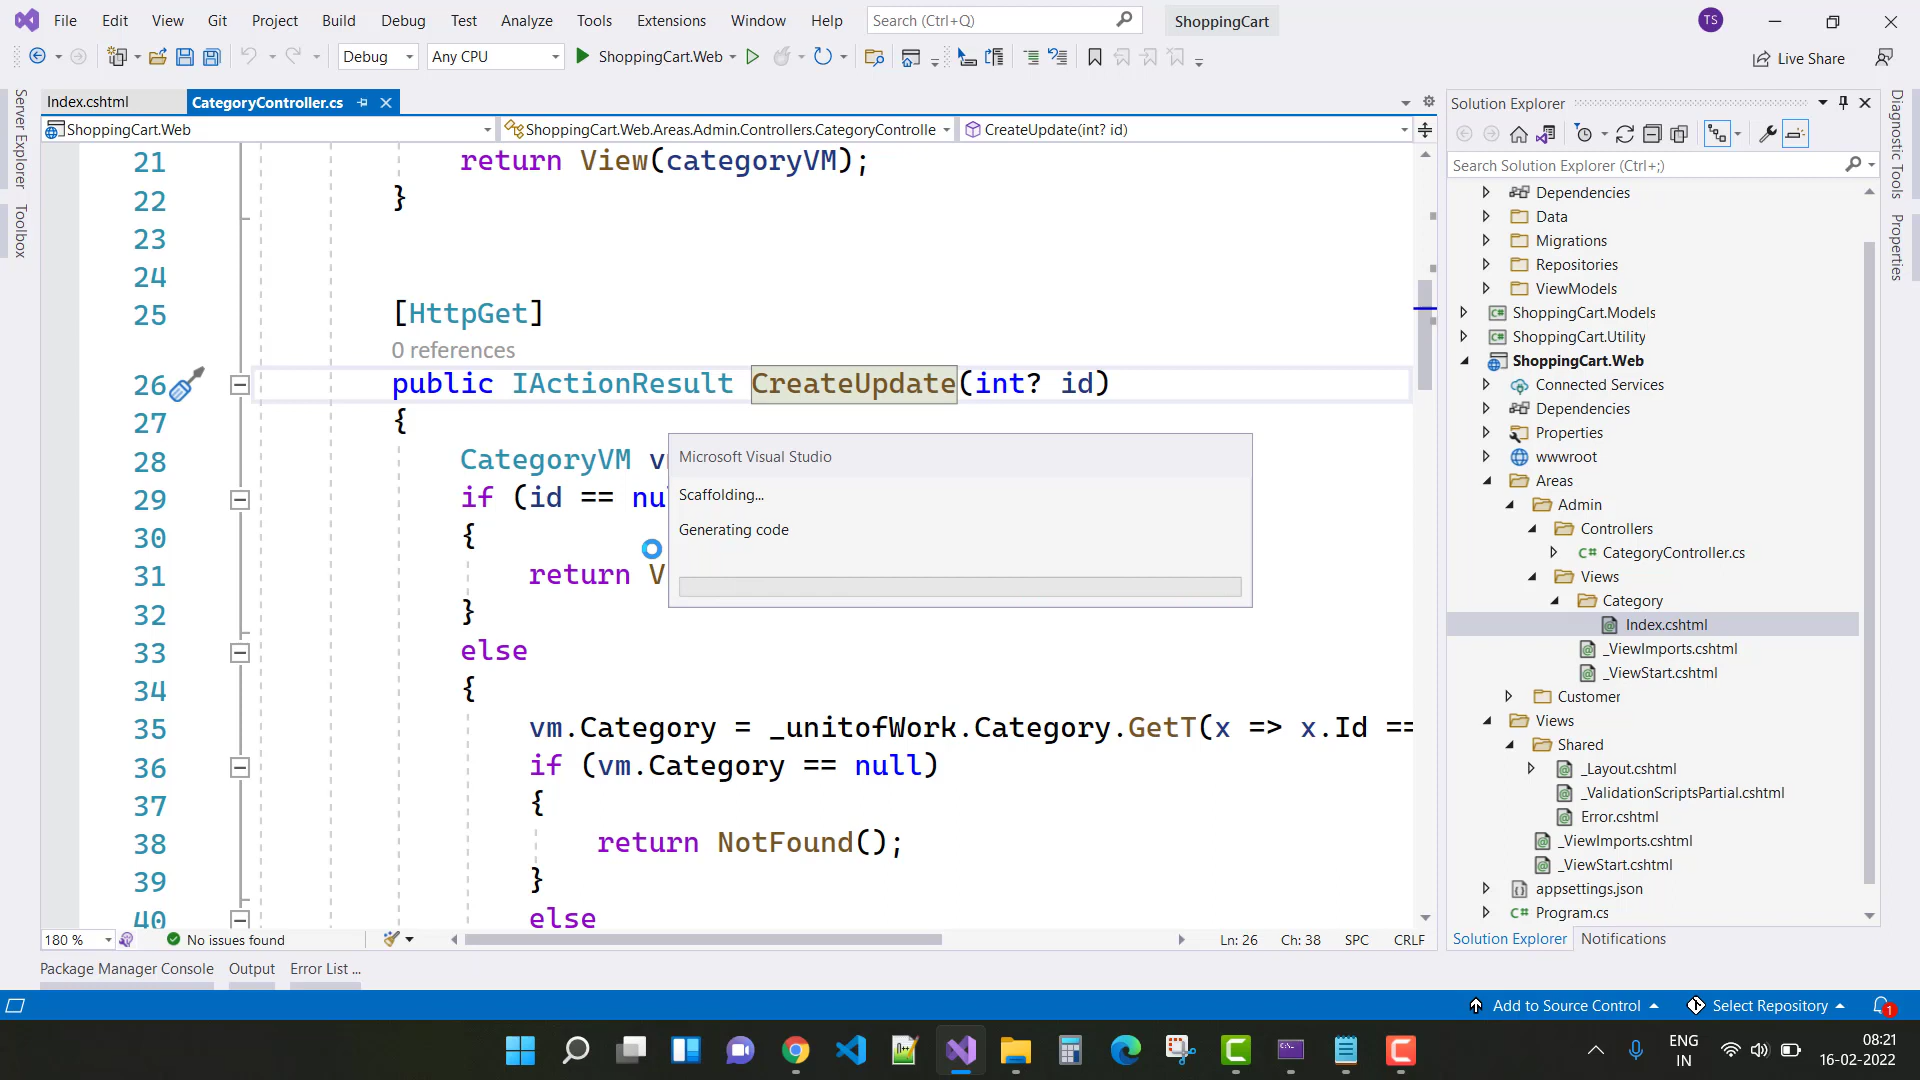 File Edit View Git Project Build Debug Test Analyze Tools Extensions Window Help Search (Ctrl+Q) ShoppingCart TS
Debug Any CPU ShoppingCart.Web Live Share
Server Explorer
Toolbox
Index.cshtml CategoryController.cs
ShoppingCart.Web ShoppingCart.Web.Areas.Admin.Controllers.CategoryControlle CreateUpdate(int? id)
21 return View(categoryVM);
22 }
23
24
25 [HttpGet]
0 references
26 public IActionResult CreateUpdate(int? id)
27 {
28 CategoryVM v
29 if (id == nu
30 {
31 return V
32 }
33 else
34 {
35 vm.Category = _unitofWork.Category.GetT(x => x.Id ==
36 if (vm.Category == null)
37 {
38 return NotFound();
39 }
40 else
Microsoft Visual Studio
Scaffolding...
Generating code
180 % No issues found Ln: 26 Ch: 38 SPC CRLF
Package Manager Console Output Error List ...
Solution Explorer
Search Solution Explorer (Ctrl+;)
Dependencies
Data
Migrations
Repositories
ViewModels
ShoppingCart.Models
ShoppingCart.Utility
ShoppingCart.Web
Connected Services
Dependencies
Properties
wwwroot
Areas
Admin
Controllers
C# CategoryController.cs
Views
Category
Index.cshtml
_ViewImports.cshtml
_ViewStart.cshtml
Customer
Views
Shared
_Layout.cshtml
_ValidationScriptsPartial.cshtml
Error.cshtml
_ViewImports.cshtml
_ViewStart.cshtml
appsettings.json
C# Program.cs
Solution Explorer Notifications
Diagnostic Tools
Properties
Add to Source Control Select Repository 1
ENG
IN
08:21
16-02-2022